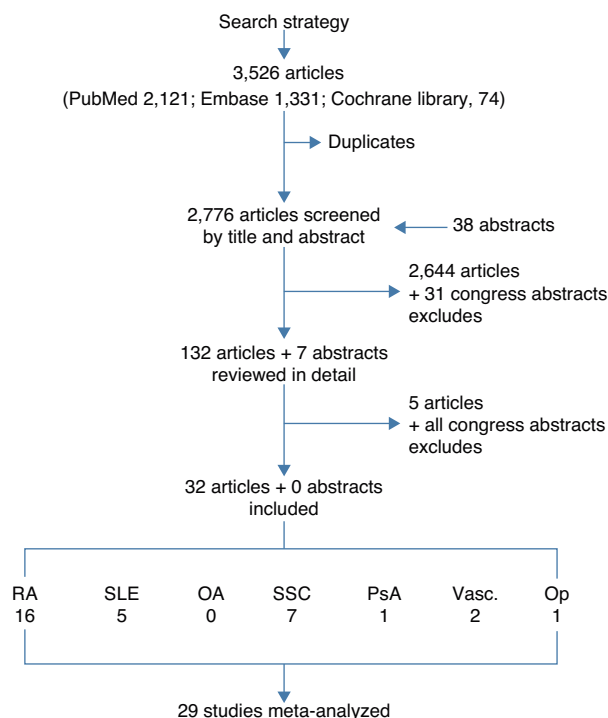 Search strategy
3,526 articles
(PubMed 2,121; Embase 1,331; Cochrane library, 74)
Duplicates
2,776 articles screened
by title and abstract
38 abstracts
2,644 articles
+ 31 congress abstracts
excludes
132 articles + 7 abstracts
reviewed in detail
5 articles
+ all congress abstracts
excludes
32 articles + 0 abstracts
included
RA SLE OA SSC PsA Vasc. Op
16 5 0 7 1 2 1
29 studies meta-analyzed